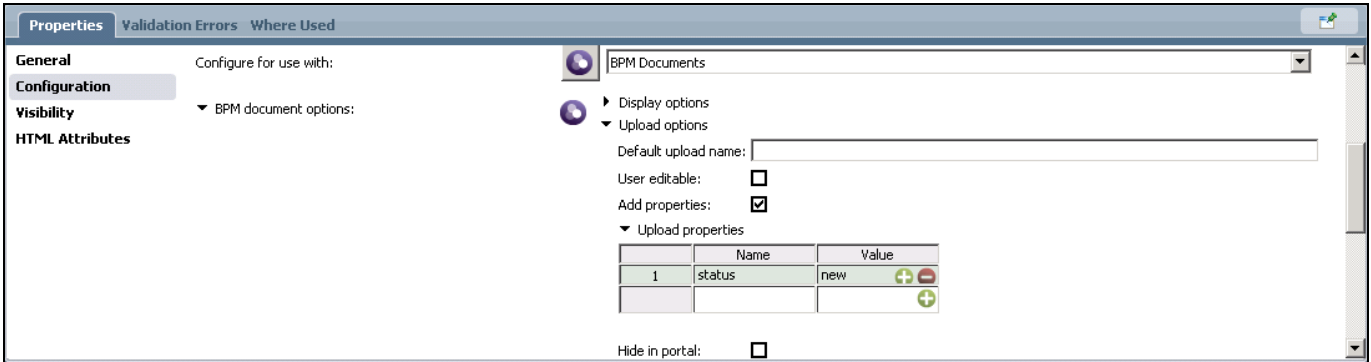 Properties Validation Errors Where Used
General
Configuration
Visibility
HTML Attributes
Configure for use with: BPM Documents
BPM document options:
Display options
Upload options
Default upload name:
User editable:
Add properties:
Upload properties
Name Value
1 status new
Hide in portal: